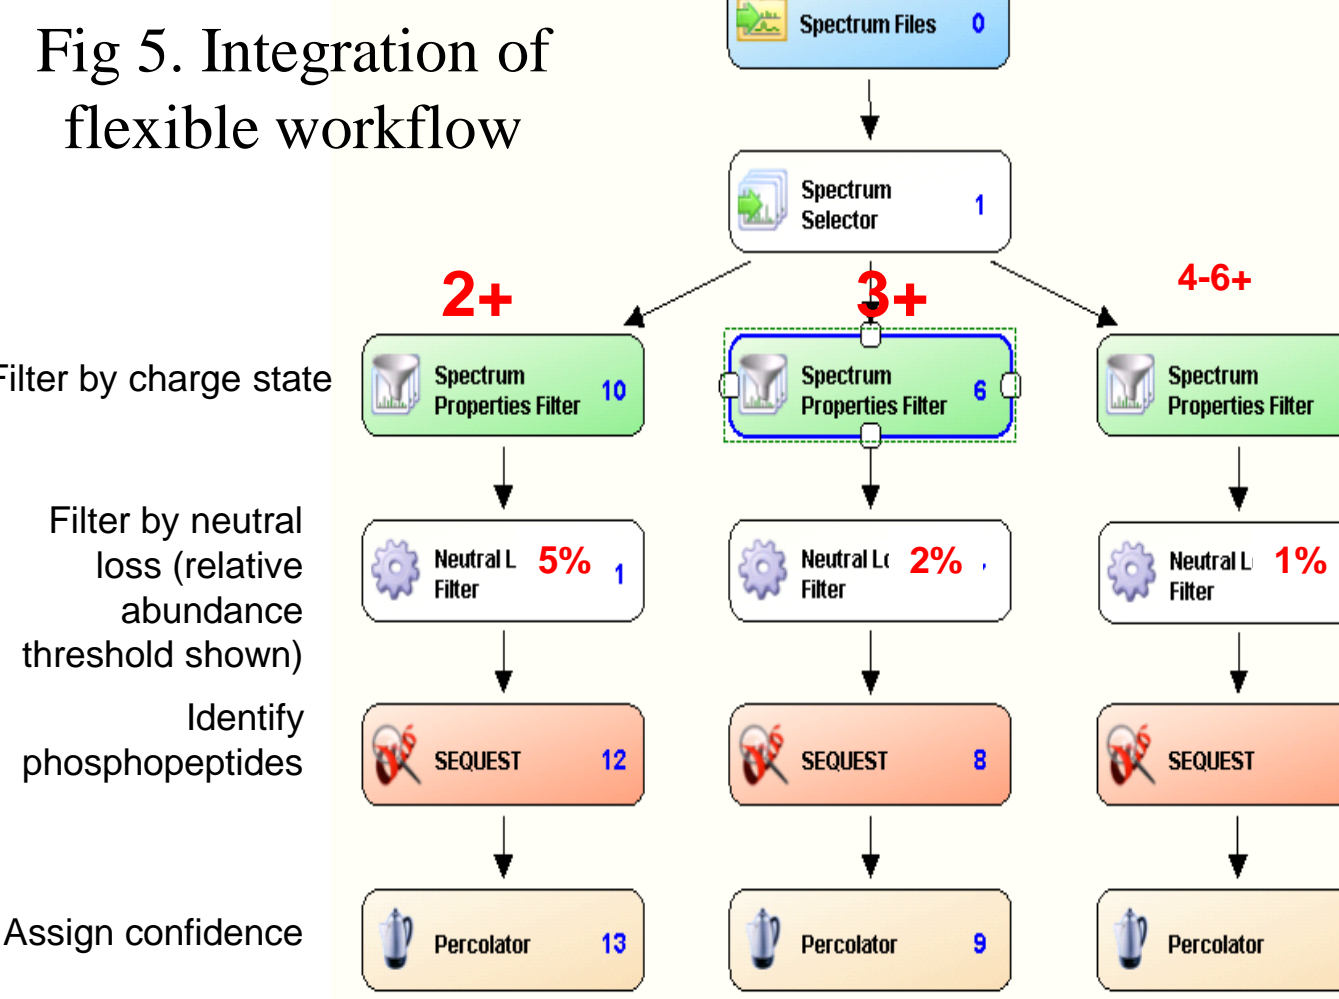 Fig 5. Integration of
flexible workflow
Spectrum Files 0
Spectrum
Selector 1
2+
3+
4-6+
Filter by charge state
Spectrum
Properties Filter 10
Spectrum
Properties Filter 6
Spectrum
Properties Filter
Filter by neutral
loss (relative
abundance
threshold shown)
Neutral L 5% 1
Filter
Neutral Lo 2%
Filter
Neutral L 1%
Filter
Identify
phosphopeptides
SEQUEST 12
SEQUEST 8
SEQUEST
Assign confidence
Percolator 13
Percolator 9
Percolator